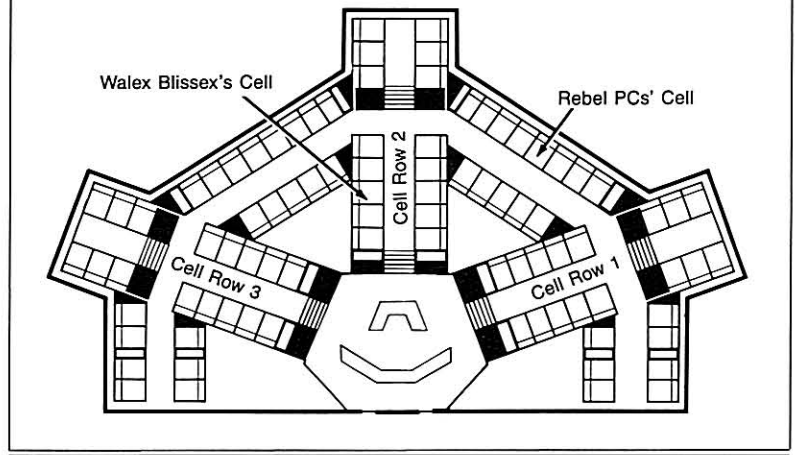 Walex Blissex's Cell
Rebel PCs' Cell
Cell Row 2
Cell Row 3
Cell Row 1